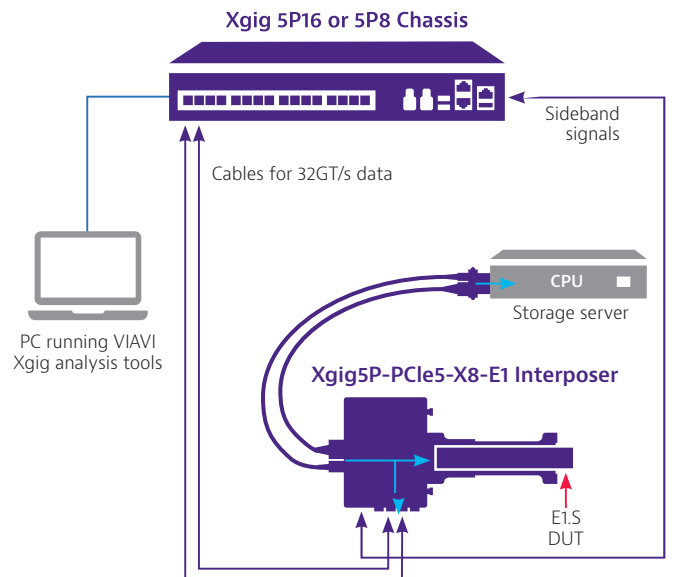 Xgig 5P16 or 5P8 Chassis
Sideband
signals
Cables for 32GT/s data
CPU
Storage server
PC running VIAVI
Xgig analysis tools
Xgig5P-PCIe5-X8-E1 Interposer
E1.S
DUT